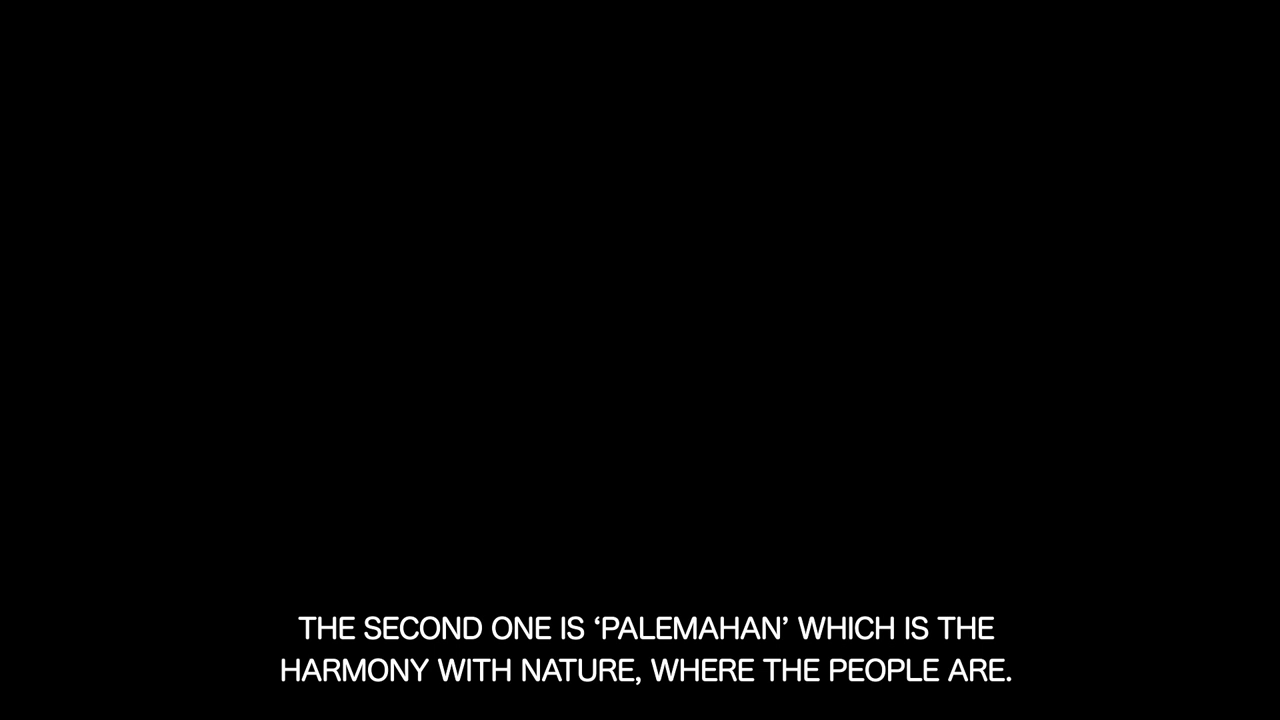 THE SECOND ONE IS ‘PALEMAHAN’ WHICH IS THE
HARMONY WITH NATURE, WHERE THE PEOPLE ARE.